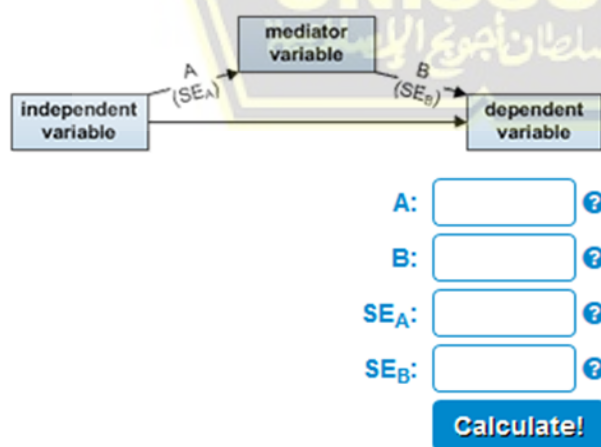 mediator
variable
A
(SEA)
B
(SEB)
independent
variable
dependent
variable
A:
?
B:
?
SEA:
?
SEB:
?
Calculate!